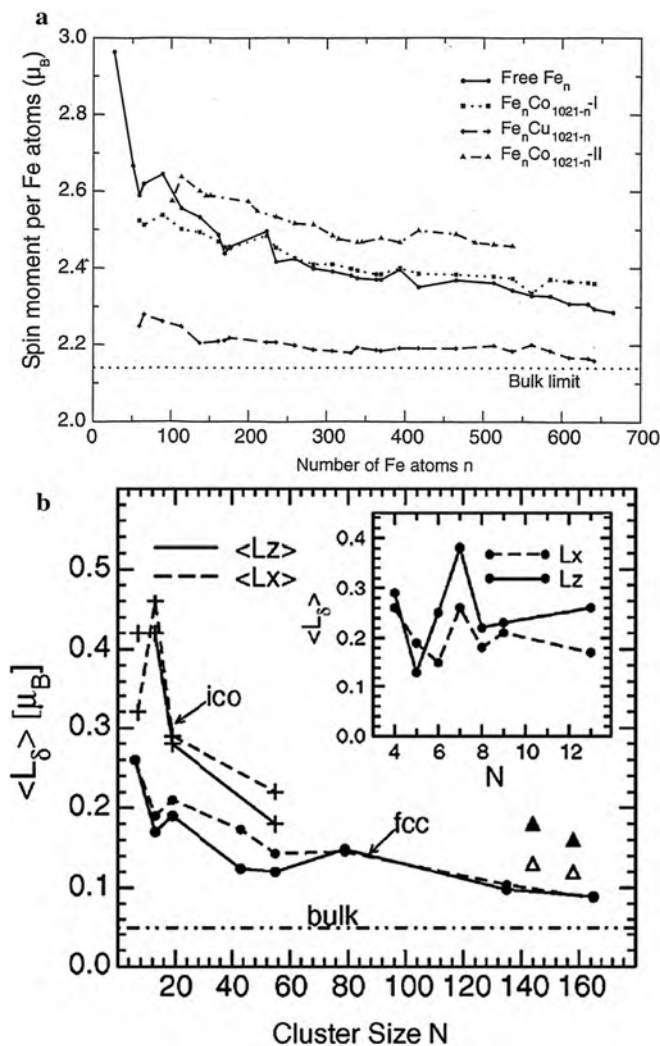 a
3.0
2.8
2.6
2.4
2.2
2.0
Spin moment per Fe atoms (μB)
Free Fen
FenCo1021-n-I
FenCu1021-n
FenCo1021-n-II
Bulk limit
0 100 200 300 400 500 600 700
Number of Fe atoms n
b
<Lz>
<Lx>
0.5
0.4
0.3
0.2
0.1
0.0
<Lδ> [μB]
ico
fcc
bulk
20 40 60 80 100 120 140 160
Cluster Size N
0.4
0.3
0.2
0.1
0.0
<Lδ>
Lx
Lz
4 6 8 10 12
N